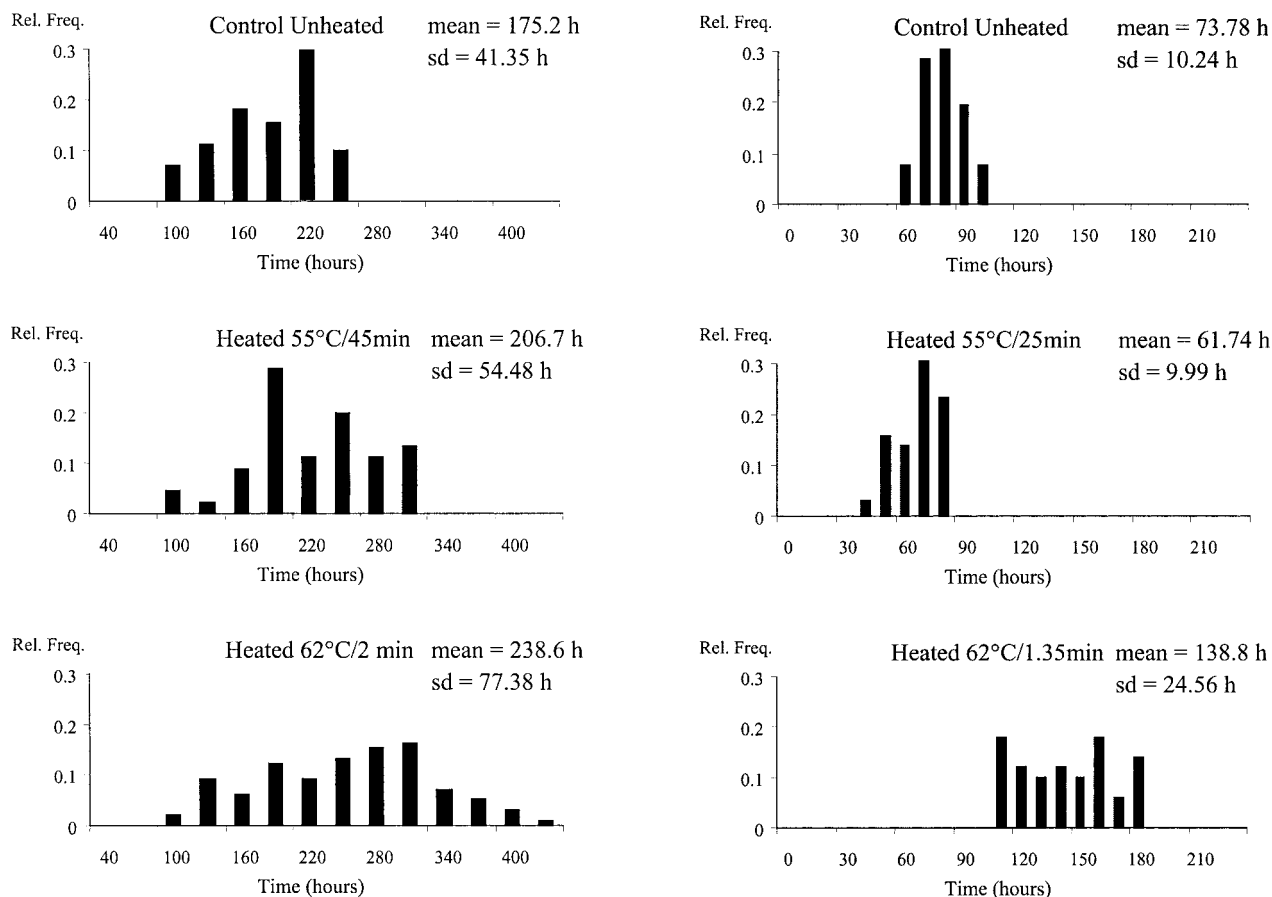 Rel. Freq.
Control Unheated mean = 175.2 h
sd = 41.35 h
0.3
0.2
0.1
0
40 100 160 220 280 340 400
Time (hours)
Rel. Freq.
Control Unheated mean = 73.78 h
sd = 10.24 h
0.3
0.2
0.1
0
0 30 60 90 120 150 180 210
Time (hours)
Rel. Freq.
Heated 55°C/45min mean = 206.7 h
sd = 54.48 h
0.3
0.2
0.1
0
40 100 160 220 280 340 400
Time (hours)
Rel. Freq.
Heated 55°C/25min mean = 61.74 h
sd = 9.99 h
0.3
0.2
0.1
0
0 30 60 90 120 150 180 210
Time (hours)
Rel. Freq.
Heated 62°C/2 min mean = 238.6 h
sd = 77.38 h
0.3
0.2
0.1
0
40 100 160 220 280 340 400
Time (hours)
Rel. Freq.
Heated 62°C/1.35min mean = 138.8 h
sd = 24.56 h
0.3
0.2
0.1
0
0 30 60 90 120 150 180 210
Time (hours)